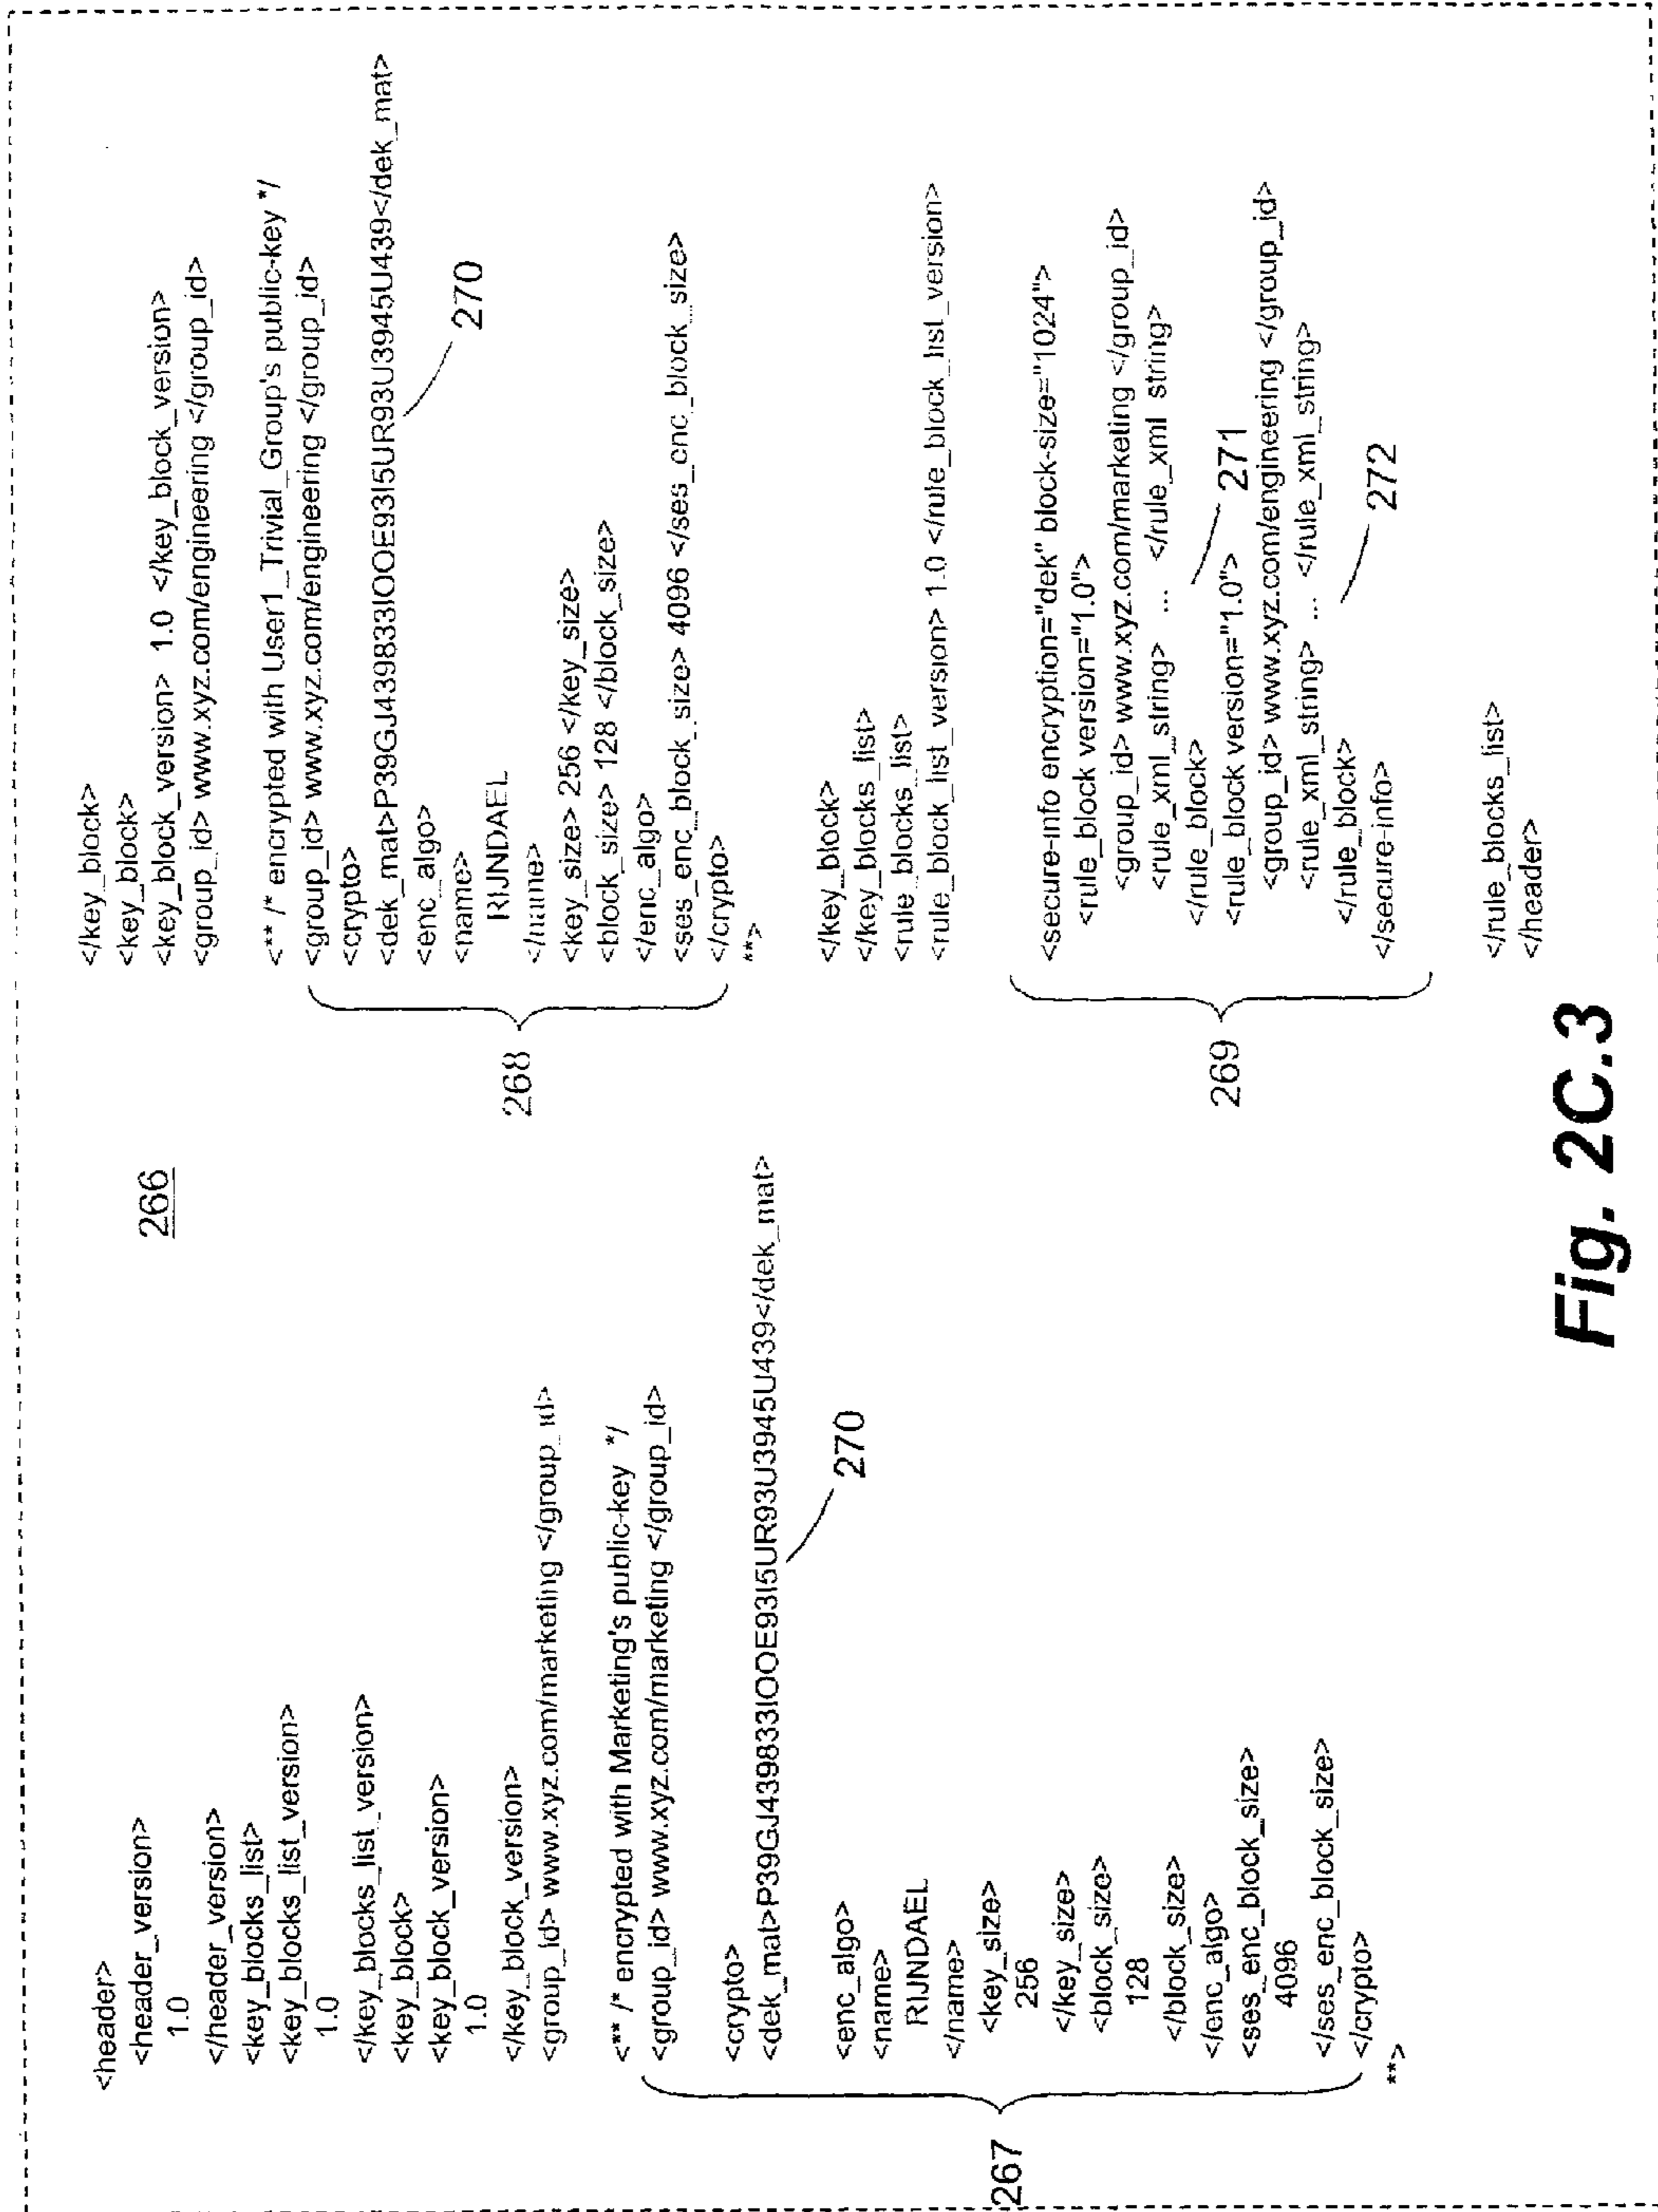 266
<header>
<header_version>
1.0
</header_version>
<key_blocks_list>
<key_blocks_list_version>
1.0
</key_blocks_list_version>
<key_block>
<key_block_version>
1.0
</key_block_version>
<group_id> www.xyz.com/marketing </group_id>
<** /* encrypted with Marketing's public-key */
<group_id> www.xyz.com/marketing </group_id>
<crypto>
<dek_mat>P39GJ439833IOOE93I5UR93U3945U439</dek_mat>
270
<enc_algo>
<name>
RIJNDAEL
</name>
<key_size>
256
</key_size>
<block_size>
128
</block_size>
</enc_algo>
<ses_enc_block_size>
4096
</ses_enc_block_size>
</crypto>
**>
267
</key_block>
<key_block>
<key_block_version> 1.0 </key_block_version>
<group_id> www.xyz.com/engineering </group_id>
<** /* encrypted with User1_Trivial_Group's public-key */
<group_id> www.xyz.com/engineering </group_id>
<crypto>
<dek_mat>P39GJ439833IOOE93I5UR93U3945U439</dek_mat>
270
<enc_algo>
<name>
RIJNDAEL
</name>
<key_size> 256 </key_size>
<block_size> 128 </block_size>
</enc_algo>
<ses_enc_block_size> 4096 </ses_enc_block_size>
</crypto>
**>
268
</key_block>
</key_blocks_list>
<rule_blocks_list>
<rule_block_list_version> 1.0 </rule_block_list_version>
<secure-info encryption="dek" block-size="1024">
<rule_block version="1.0">
<group_id> www.xyz.com/marketing </group_id>
<rule_xml_string> ... </rule_xml_string>
</rule_block>
271
<rule_block version="1.0">
<group_id> www.xyz.com/engineering </group_id>
<rule_xml_string> ... </rule_xml_string>
</rule_block>
272
</secure-info>
269
</rule_blocks_list>
</header>
Fig. 2C.3